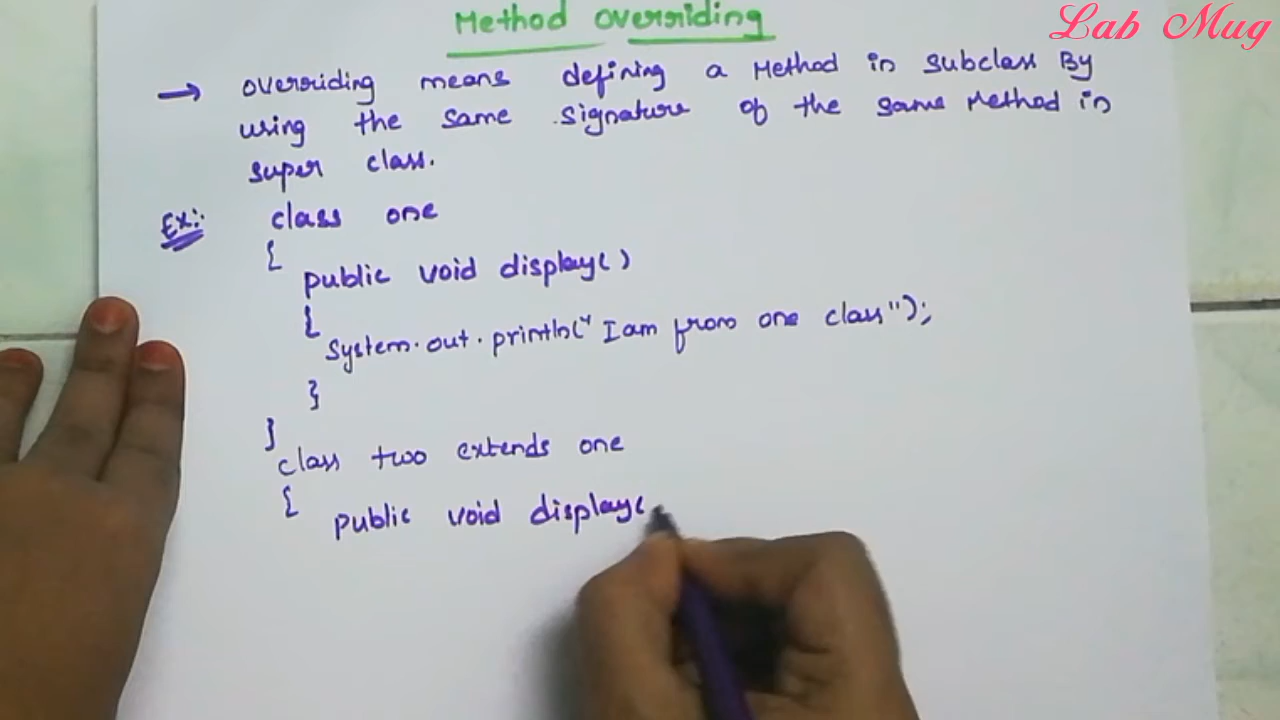 Method overriding
Lab Mug
→ overriding means defining a Method in subclass By
using the same signature of the same Method in
super class.
Ex:- class one
{
public void display()
{
System.out.println("I am from one class");
}
}
class two extends one
{ public void display(